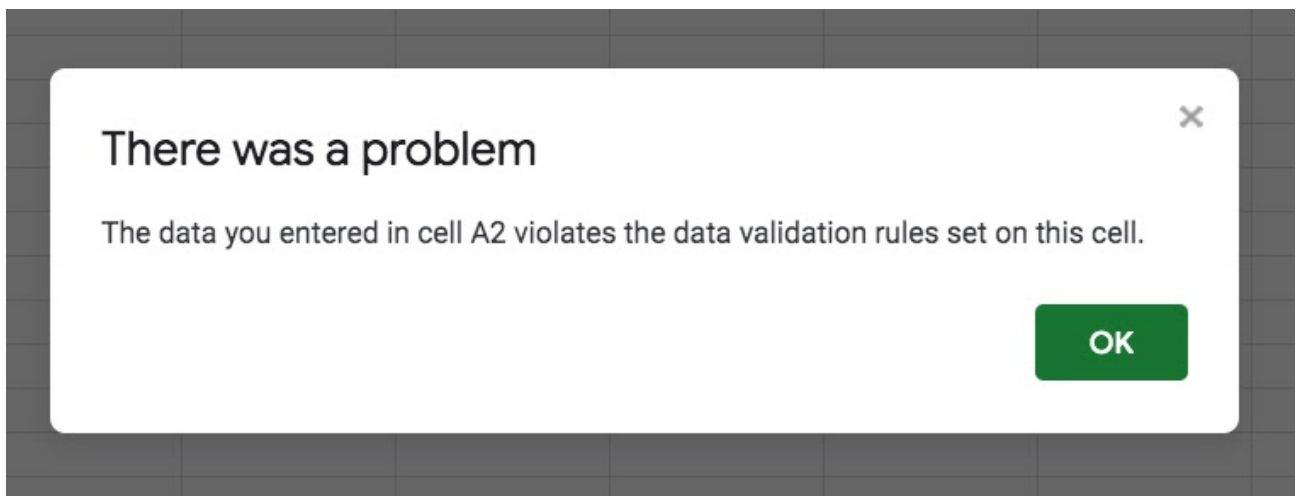 There was a problem
The data you entered in cell A2 violates the data validation rules set on this cell.
OK